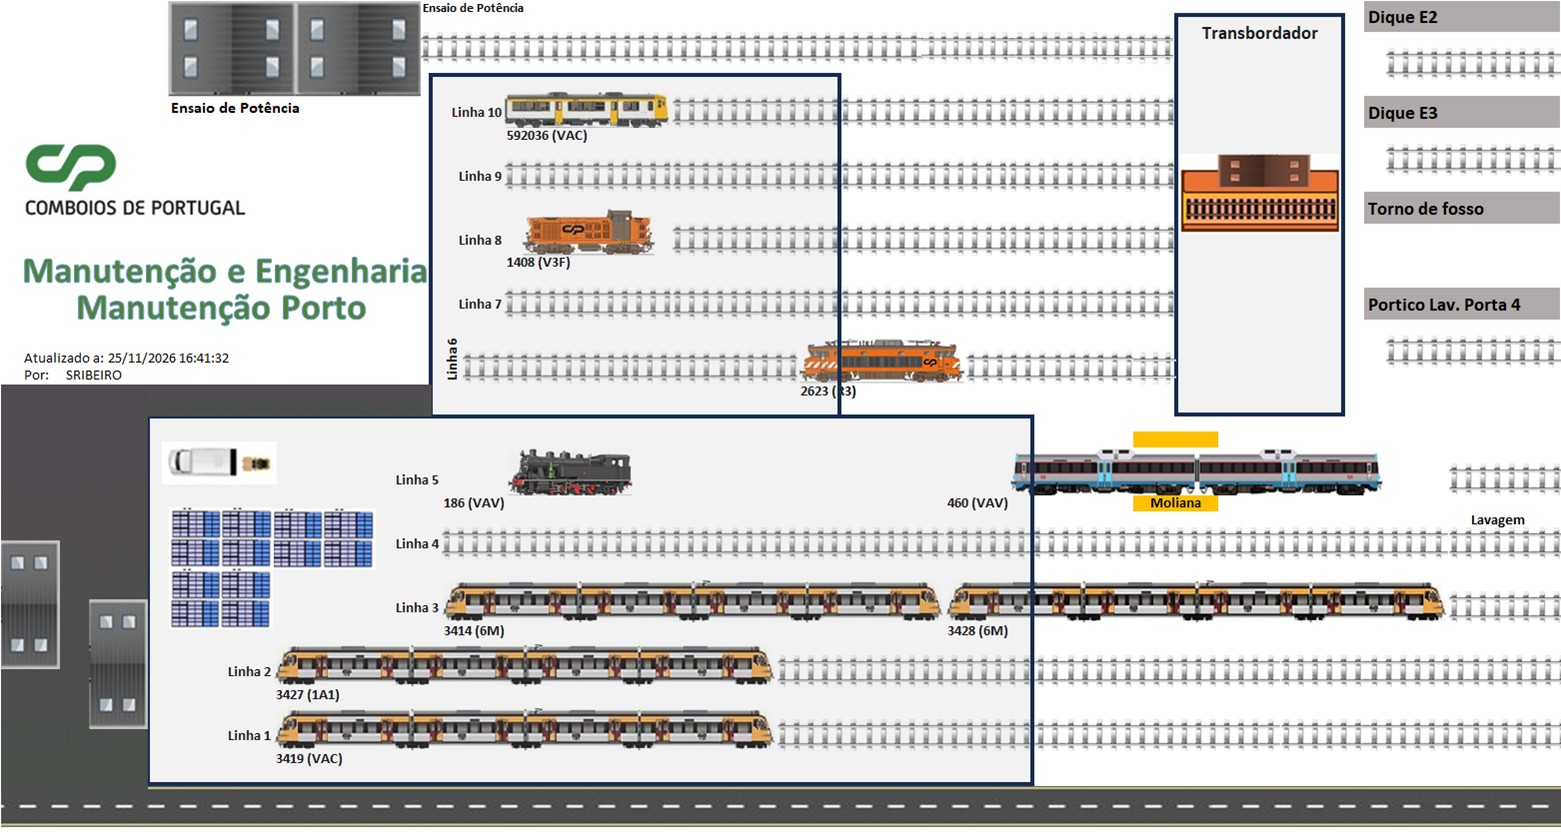 Ensaio de Potência
Ensaio de Potência
Transbordador
Dique E2
Dique E3
Torno de fosso
Portico Lav. Porta 4
CP
COMBOIOS DE PORTUGAL
Manutenção e Engenharia
Manutenção Porto
Atualizado a: 25/11/2026 16:41:32
Por: SRIBEIRO
Linha 10
592036 (VAC)
Linha 9
Linha 8
1408 (V3F)
Linha 7
Linha 6
2623 (R3)
Linha 5
186 (VAV)
460 (VAV)
Moliana
Lavagem
Linha 4
Linha 3
3414 (6M)
3428 (6M)
Linha 2
3427 (1A1)
Linha 1
3419 (VAC)